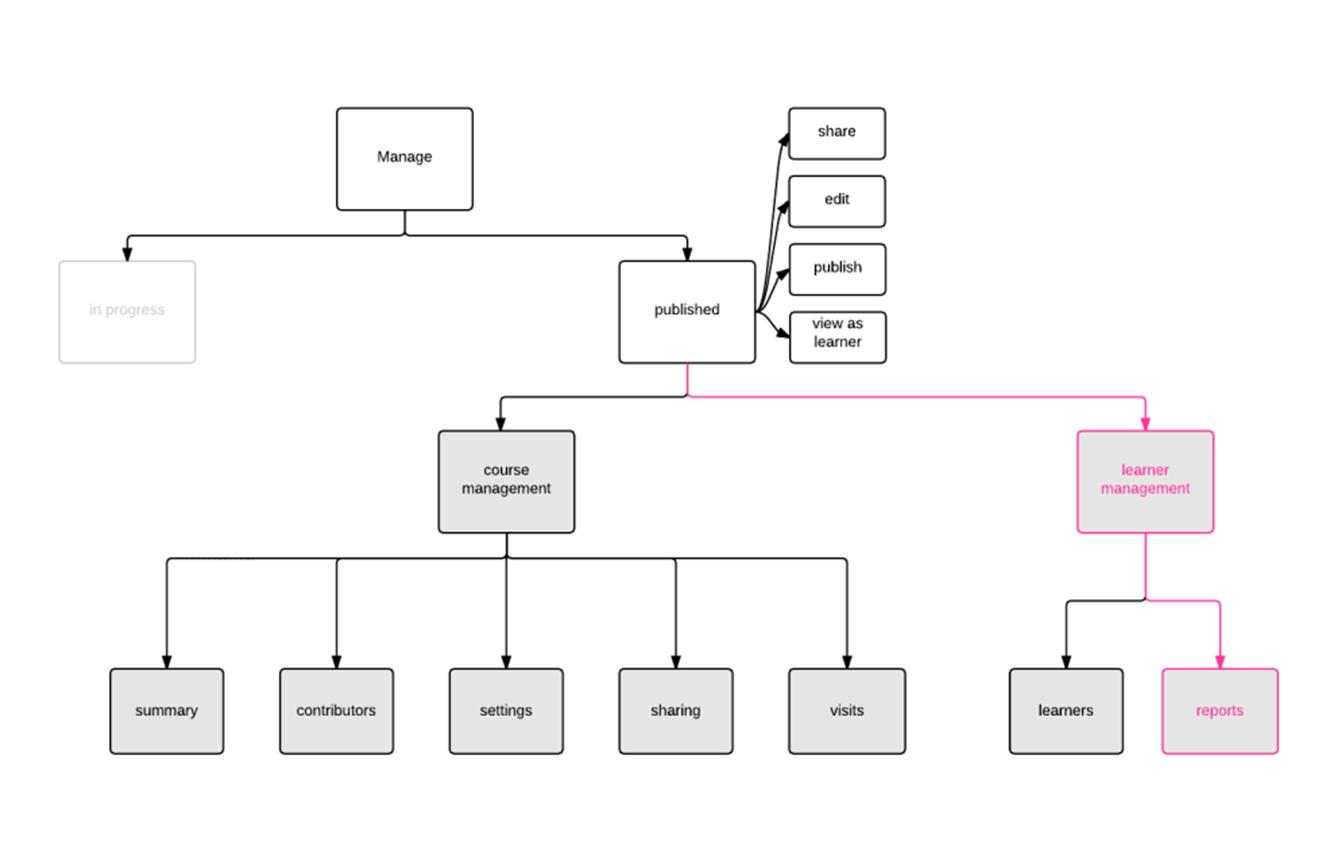 Manage
share
edit
publish
view as
learner
in progress
published
course
management
learner
management
summary
contributors
settings
sharing
visits
learners
reports